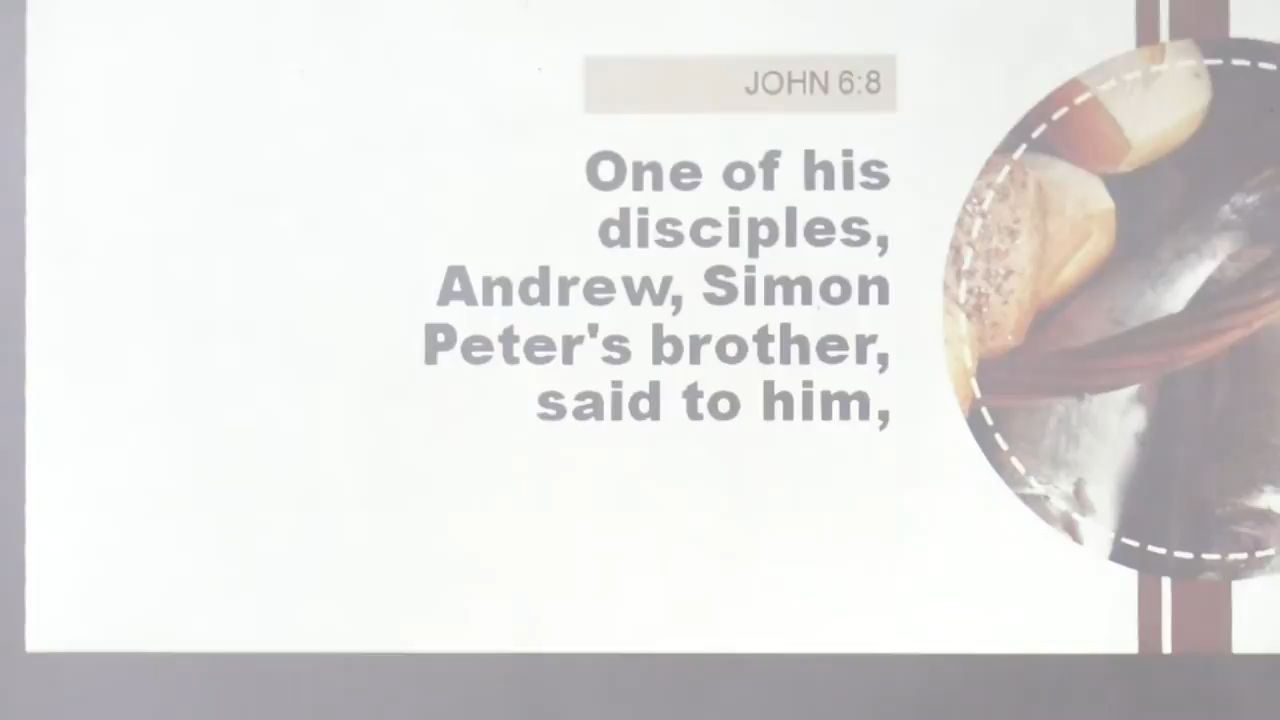 JOHN 6:8
One of his
disciples,
Andrew, Simon
Peter's brother,
said to him,